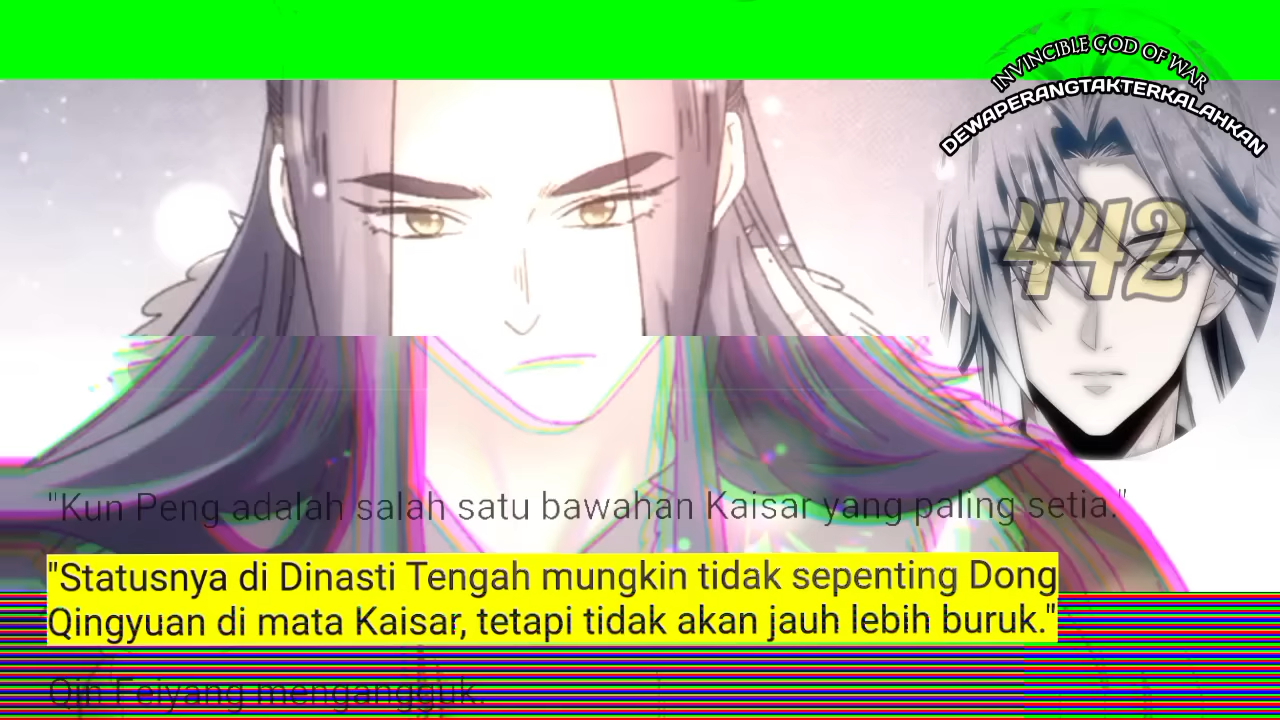 INVINCIBLE GOD OF WAR
DEWAPERANGTAKTERKALAHKAN
442
"Kun Peng adalah salah satu bawahan Kaisar yang paling setia."
"Statusnya di Dinasti Tengah mungkin tidak sepenting Dong
Qingyuan di mata Kaisar, tetapi tidak akan jauh lebih buruk."
Qin Feiyang mengangguk.